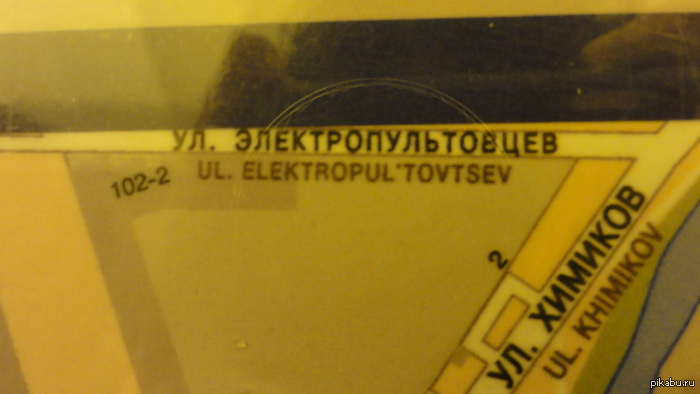 УЛ. ЭЛЕКТРОПУЛЬТОВЦЕВ
UL. ELEKTROPUL'TOVTSEV
102-2
2
УЛ. ХИМИКОВ
UL. KHIMIKOV
pikabu.ru